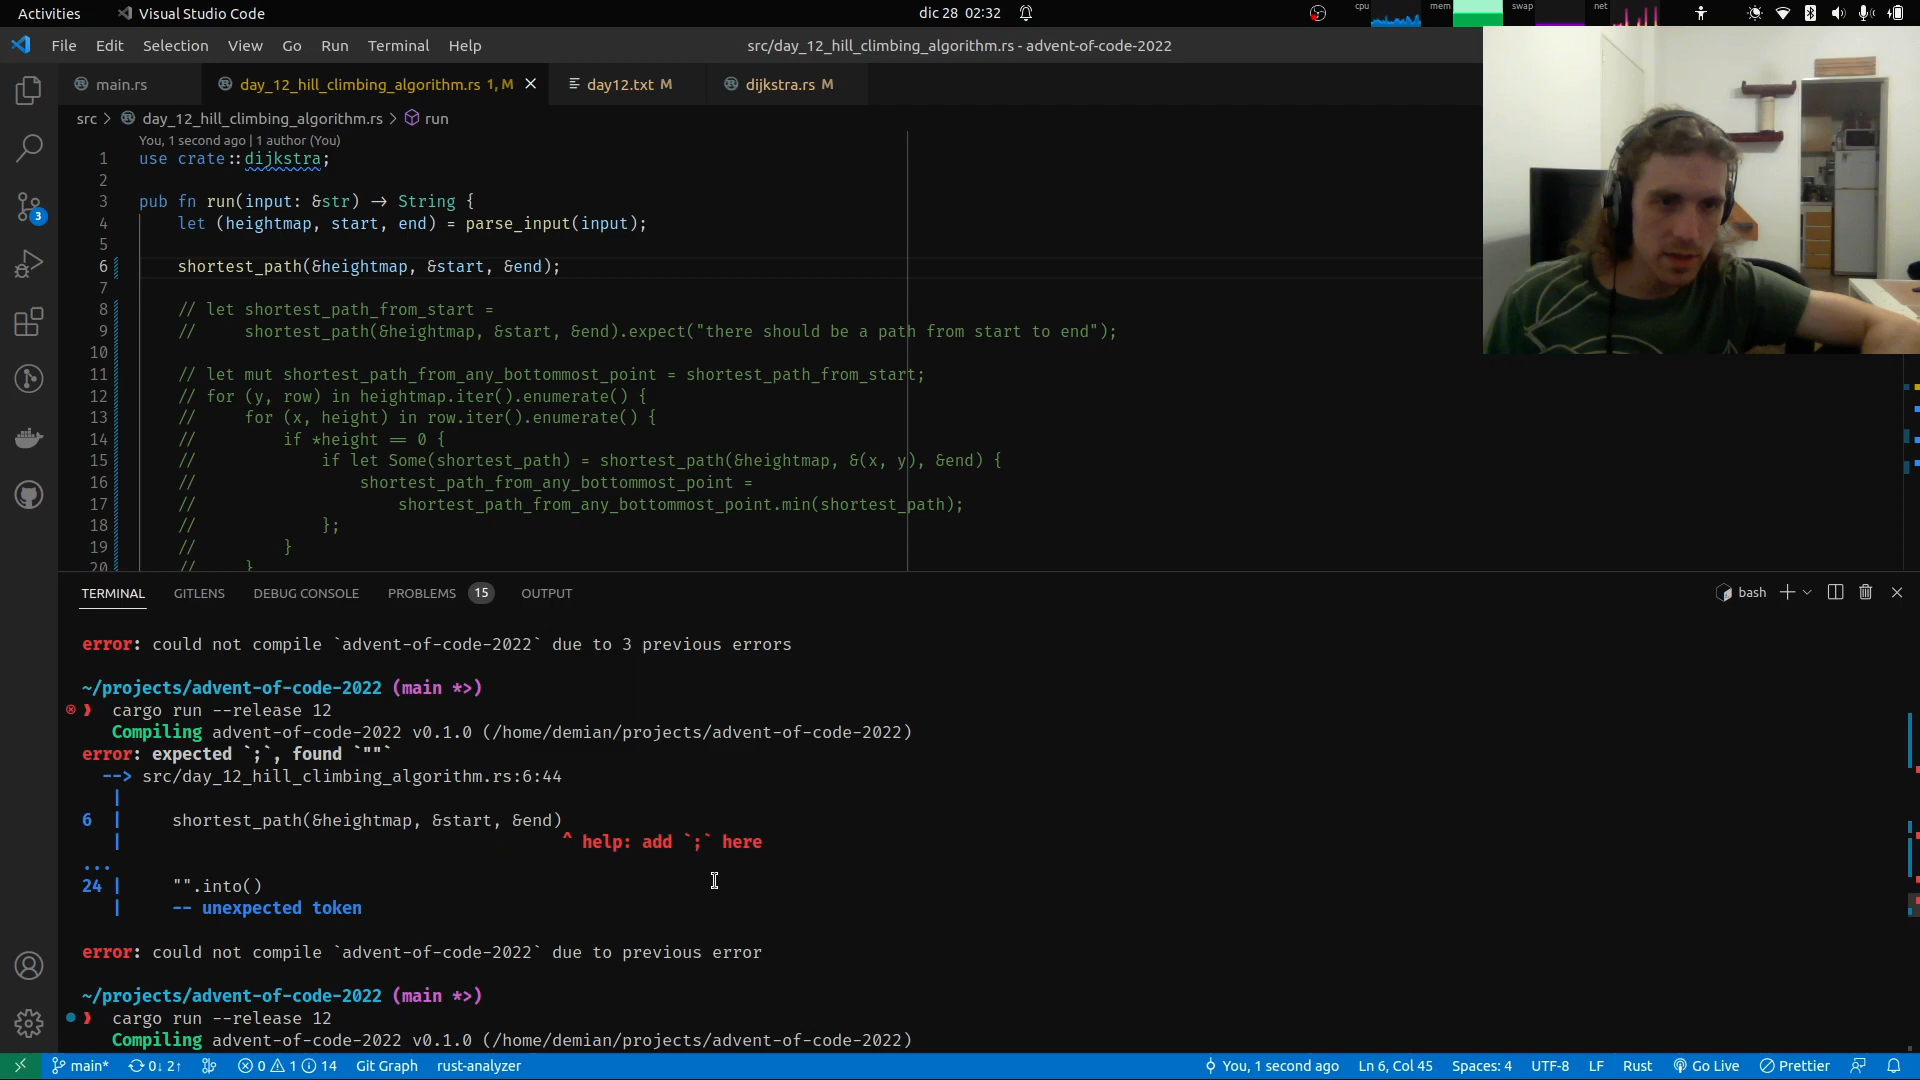 Activities
Visual Studio Code
dic 28 02:32
cpu
mem
swap
net
File Edit Selection View Go Run Terminal Help
src/day_12_hill_climbing_algorithm.rs - advent-of-code-2022
main.rs
day_12_hill_climbing_algorithm.rs 1, M
day12.txt M
dijkstra.rs M
src > day_12_hill_climbing_algorithm.rs > run
You, 1 second ago | 1 author (You)
1 use crate::dijkstra;
2
3 pub fn run(input: &str) -> String {
4 let (heightmap, start, end) = parse_input(input);
5
6 shortest_path(&heightmap, &start, &end);
7
8 // let shortest_path_from_start =
9 // shortest_path(&heightmap, &start, &end).expect("there should be a path from start to end");
10
11 // let mut shortest_path_from_any_bottommost_point = shortest_path_from_start;
12 // for (y, row) in heightmap.iter().enumerate() {
13 // for (x, height) in row.iter().enumerate() {
14 // if *height == 0 {
15 // if let Some(shortest_path) = shortest_path(&heightmap, &(x, y), &end) {
16 // shortest_path_from_any_bottommost_point =
17 // shortest_path_from_any_bottommost_point.min(shortest_path);
18 // };
19 // }
20 // }
TERMINAL GITLENS DEBUG CONSOLE PROBLEMS 15 OUTPUT
bash
error: could not compile `advent-of-code-2022` due to 3 previous errors
~/projects/advent-of-code-2022 (main *>)
❱ cargo run --release 12
Compiling advent-of-code-2022 v0.1.0 (/home/demian/projects/advent-of-code-2022)
error: expected `;`, found `""`
--> src/day_12_hill_climbing_algorithm.rs:6:44
|
6 | shortest_path(&heightmap, &start, &end)
| ^ help: add `;` here
...
24 | "".into()
| -- unexpected token
error: could not compile `advent-of-code-2022` due to previous error
~/projects/advent-of-code-2022 (main *>)
❱ cargo run --release 12
Compiling advent-of-code-2022 v0.1.0 (/home/demian/projects/advent-of-code-2022)
3
main* 0↓ 2↑ 0 1 14 Git Graph rust-analyzer
You, 1 second ago Ln 6, Col 45 Spaces: 4 UTF-8 LF Rust Go Live Prettier